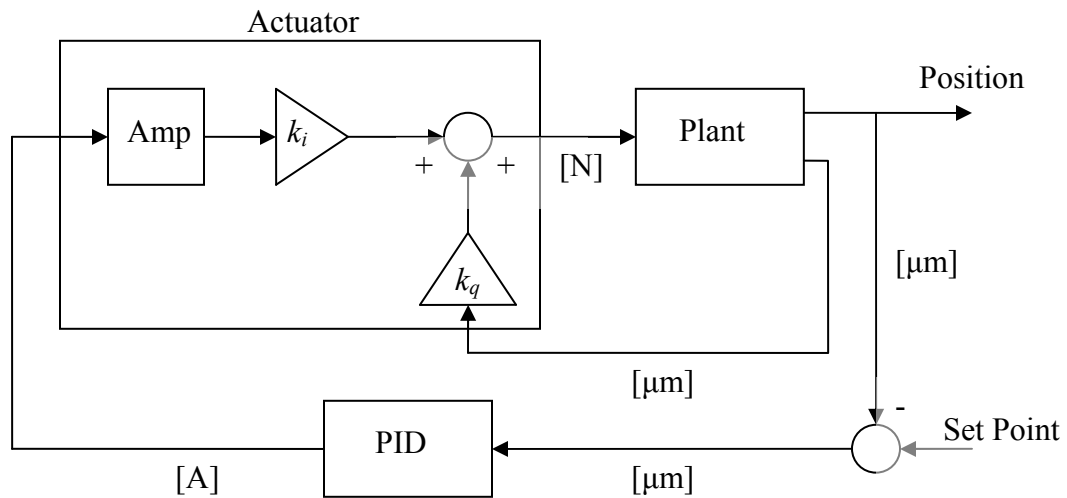 Actuator
Position
Amp
k_i
Plant
+
+
[N]
k_q
[μm]
[μm]
-
PID
Set Point
[A]
[μm]